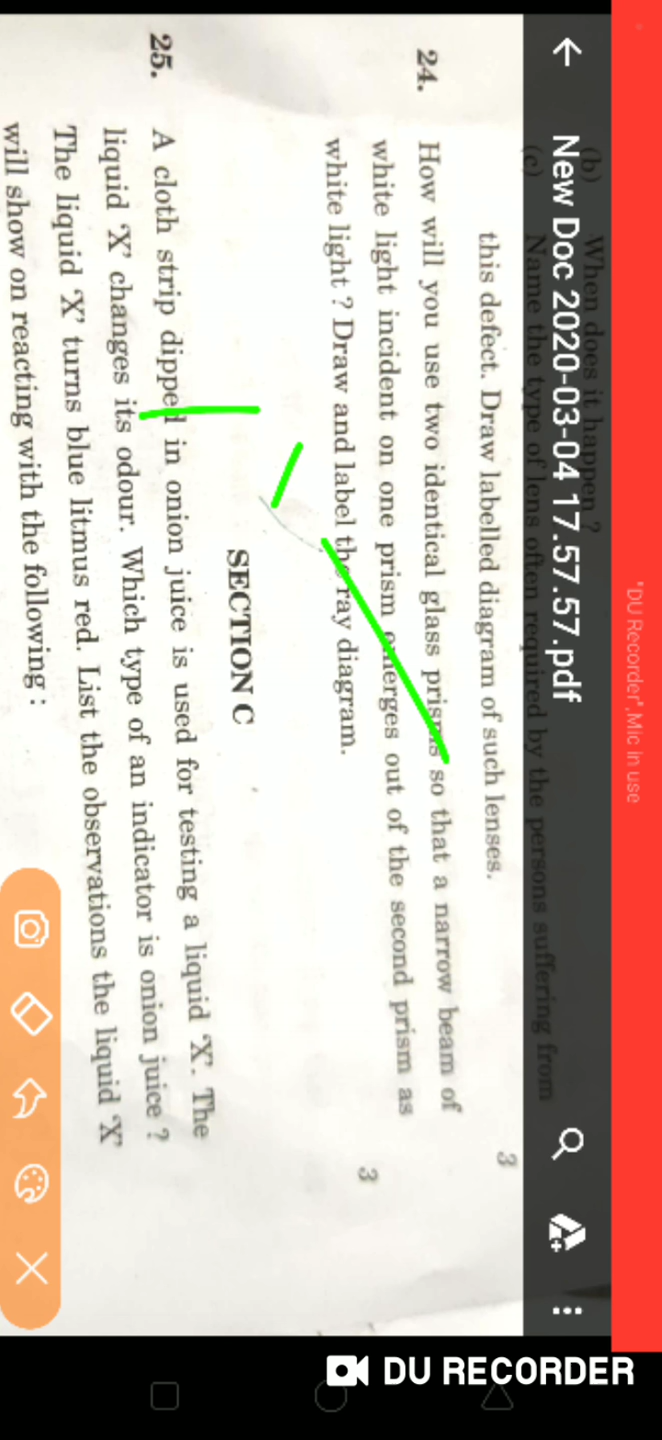 "DU Recorder",Mic in use
New Doc 2020-03-04 17.57.57.pdf
(b) When does it happen ?
(c) Name the type of lens often required by the persons suffering from
this defect. Draw labelled diagram of such lenses. 3
24. How will you use two identical glass prisms so that a narrow beam of
white light incident on one prism emerges out of the second prism as
white light ? Draw and label the ray diagram. 3
SECTION C
25. A cloth strip dipped in onion juice is used for testing a liquid 'X'. The
liquid 'X' changes its odour. Which type of an indicator is onion juice ?
The liquid 'X' turns blue litmus red. List the observations the liquid 'X'
will show on reacting with the following :
DU RECORDER